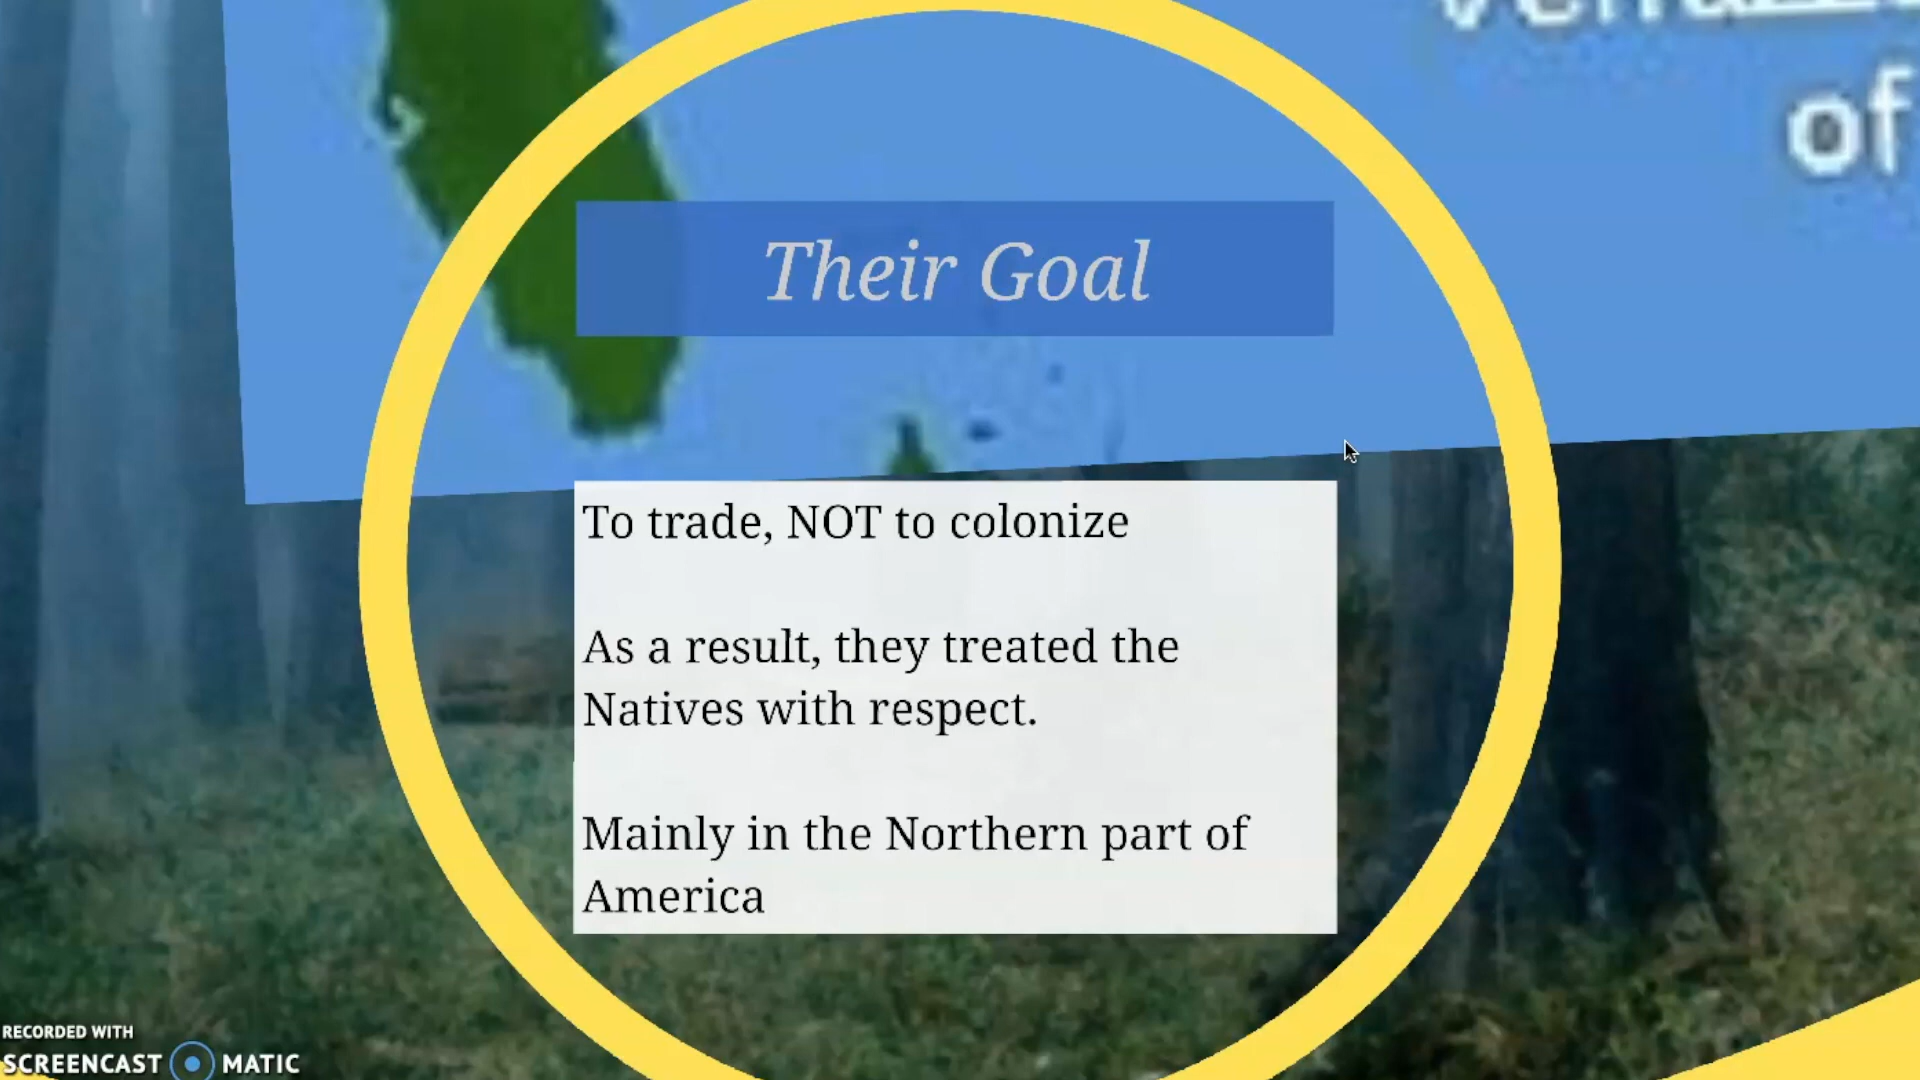 of
Their Goal
To trade, NOT to colonize
As a result, they treated the
Natives with respect.
Mainly in the Northern part of
America
RECORDED WITH
SCREENCAST MATIC